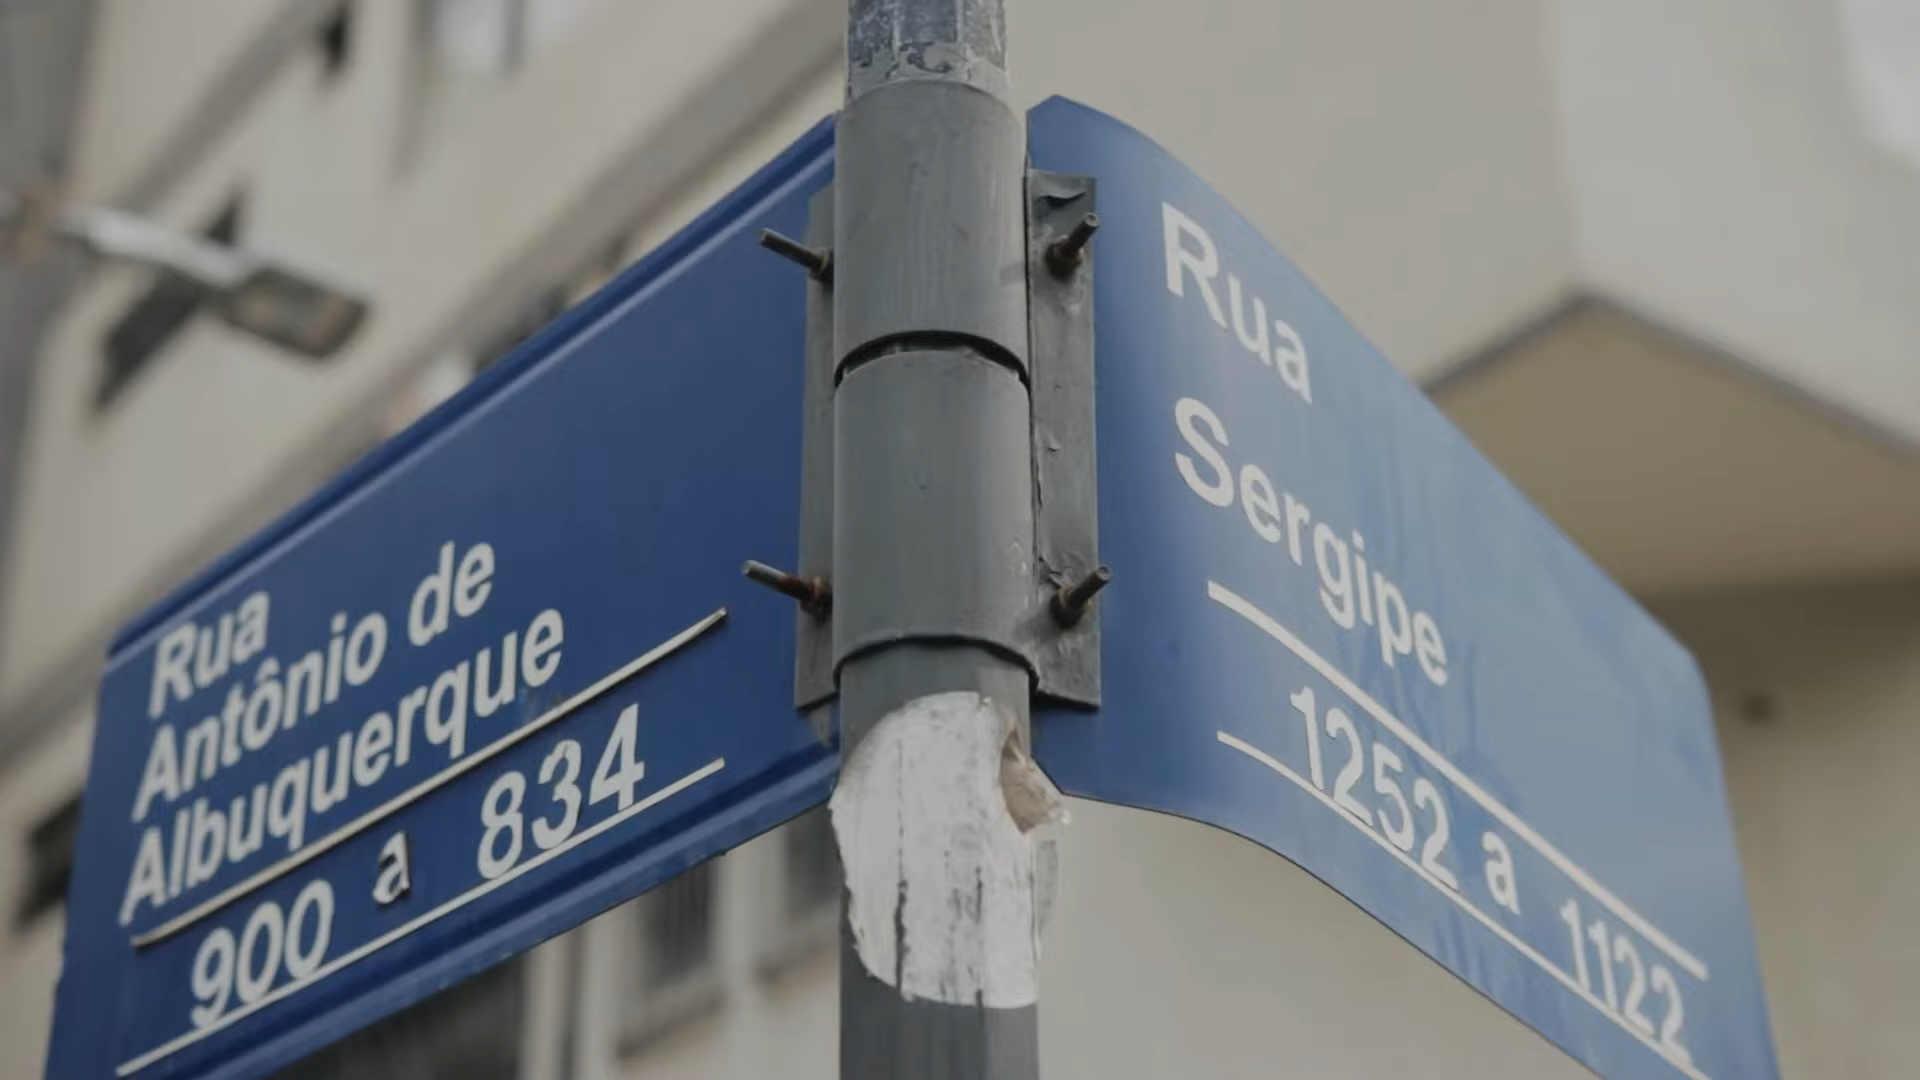 Rua
Antônio de
Albuquerque
900 a 834
Rua
Sergipe
1252 a 1122